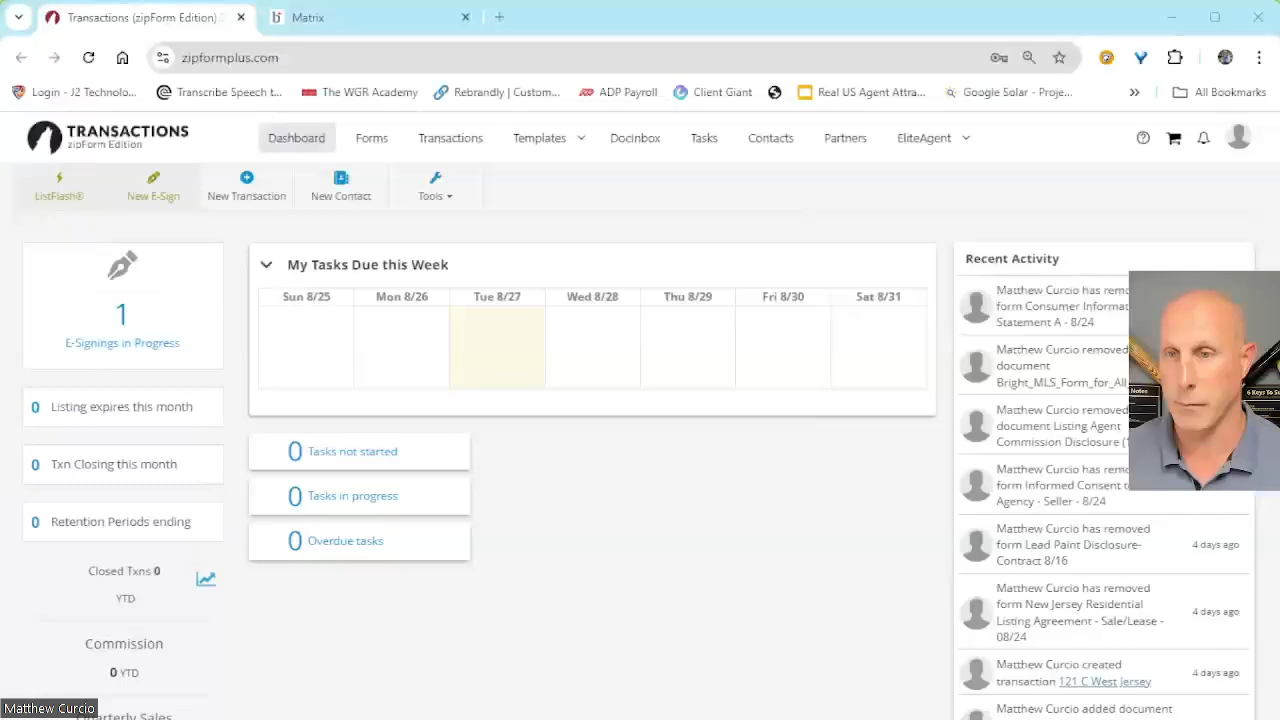 Transactions (zipForm Edition)
Matrix
zipformplus.com
Login - J2 Technolo...
Transcribe Speech t...
The WGR Academy
Rebrandly | Custom...
ADP Payroll
Client Giant
Real US Agent Attra...
Google Solar - Proje...
»
All Bookmarks
TRANSACTIONS
zipForm Edition
Dashboard
Forms
Transactions
Templates
Docinbox
Tasks
Contacts
Partners
EliteAgent
ListFlash®
New E-Sign
New Transaction
New Contact
Tools
1
E-Signings in Progress
0 Listing expires this month
0 Txn Closing this month
0 Retention Periods ending
Closed Txns 0
YTD
Commission
0 YTD
Quarterly Sales
My Tasks Due this Week
Sun 8/25
Mon 8/26
Tue 8/27
Wed 8/28
Thu 8/29
Fri 8/30
Sat 8/31
0 Tasks not started
0 Tasks in progress
0 Overdue tasks
Recent Activity
Matthew Curcio has
form Consumer Informat
Statement A - 8/24
Matthew Curcio removed
document
Bright_MLS_Form_for_All
Matthew Curcio removed
document Listing Agent
Commission Disclosure (
Matthew Curcio has
form Informed Consent t
Agency - Seller - 8/24
Matthew Curcio has removed
form Lead Paint Disclosure-
Contract 8/16
4 days ago
Matthew Curcio has removed
form New Jersey Residential
Listing Agreement - Sale/Lease -
08/24
4 days ago
Matthew Curcio created
transaction 121 C West Jersey
4 days ago
Matthew Curcio added document
Notes
6 Keys To Su
Matthew Curcio